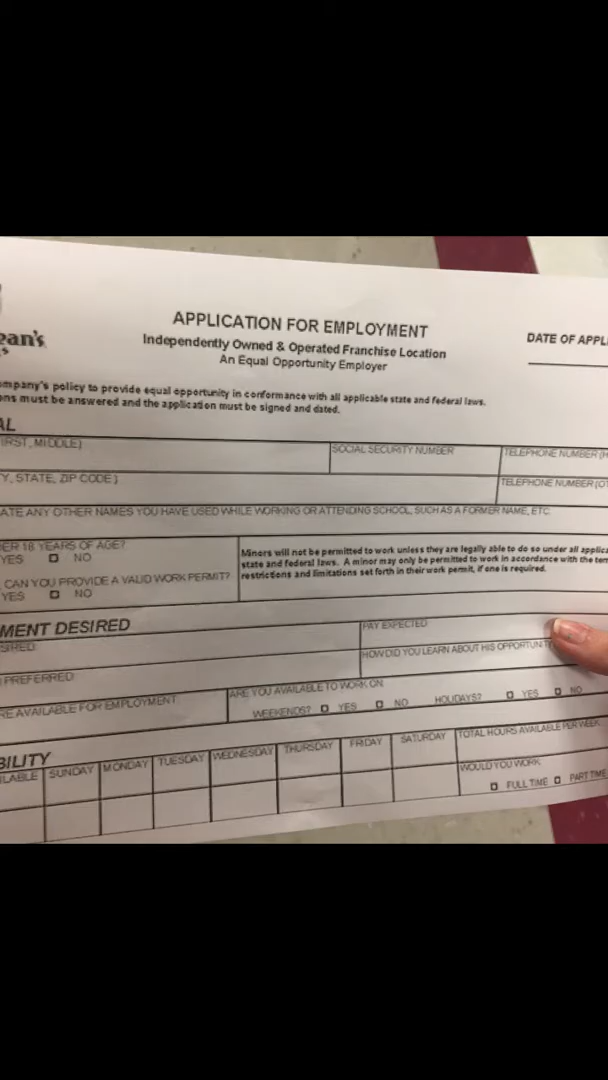 ean's
APPLICATION FOR EMPLOYMENT
Independently Owned & Operated Franchise Location
An Equal Opportunity Employer
DATE OF APPL
ompany's policy to provide equal opportunity in conformance with all applicable state and federal laws.
ons must be answered and the application must be signed and dated.
AL
IRST, MIDDLE)
SOCIAL SECURITY NUMBER
TELEPHONE NUMBER (H
Y, STATE, ZIP CODE)
TELEPHONE NUMBER (OT
ATE ANY OTHER NAMES YOU HAVE USED WHILE WORKING OR ATTENDING SCHOOL, SUCH AS A FORMER NAME, ETC.
ER 18 YEARS OF AGE?
YES NO
CAN YOU PROVIDE A VALID WORK PERMIT?
YES NO
Minors will not be permitted to work unless they are legally able to do so under all applica
state and federal laws. A minor may only be permitted to work in accordance with the ter
restrictions and limitations set forth in their work permit, if one is required.
MENT DESIRED
SIRED:
PAY EXPECTED
PREFERRED:
HOW DID YOU LEARN ABOUT HIS OPPORTUNIT
RE AVAILABLE FOR EMPLOYMENT
ARE YOU AVAILABLE TO WORK ON:
WEEKENDS? YES NO HOLIDAYS? YES NO
BILITY
ILABLE SUNDAY MONDAY TUESDAY WEDNESDAY THURSDAY FRIDAY SATURDAY
TOTAL HOURS AVAILABLE PER WEEK
WOULD YOU WORK
FULL TIME PART TIME